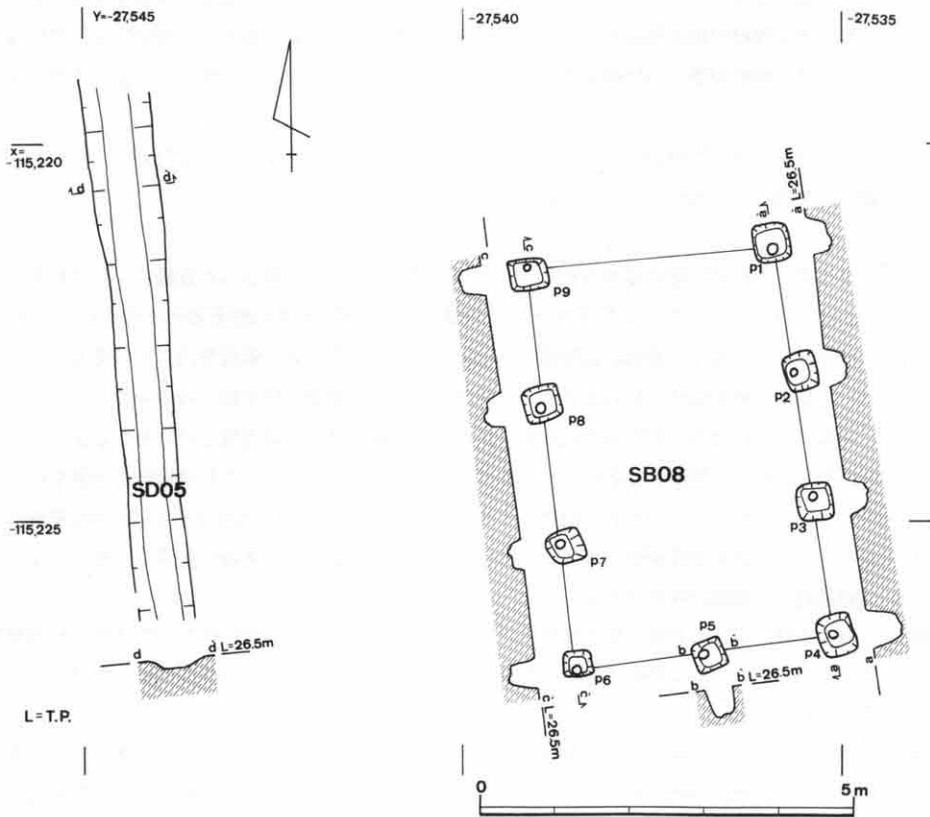 Y=-27,545
-27,540
-27,535
X=
-115,220
-115,225
d
d
SD05
d
d L=26.5m
L=T.P.
a L=26.5m
a
P1
c
c
P9
P2
P8
SB08
P3
P7
P5
b
b
P4
P6
b
b L=26.5m
a
a
c
c L=26.5m
0
5m